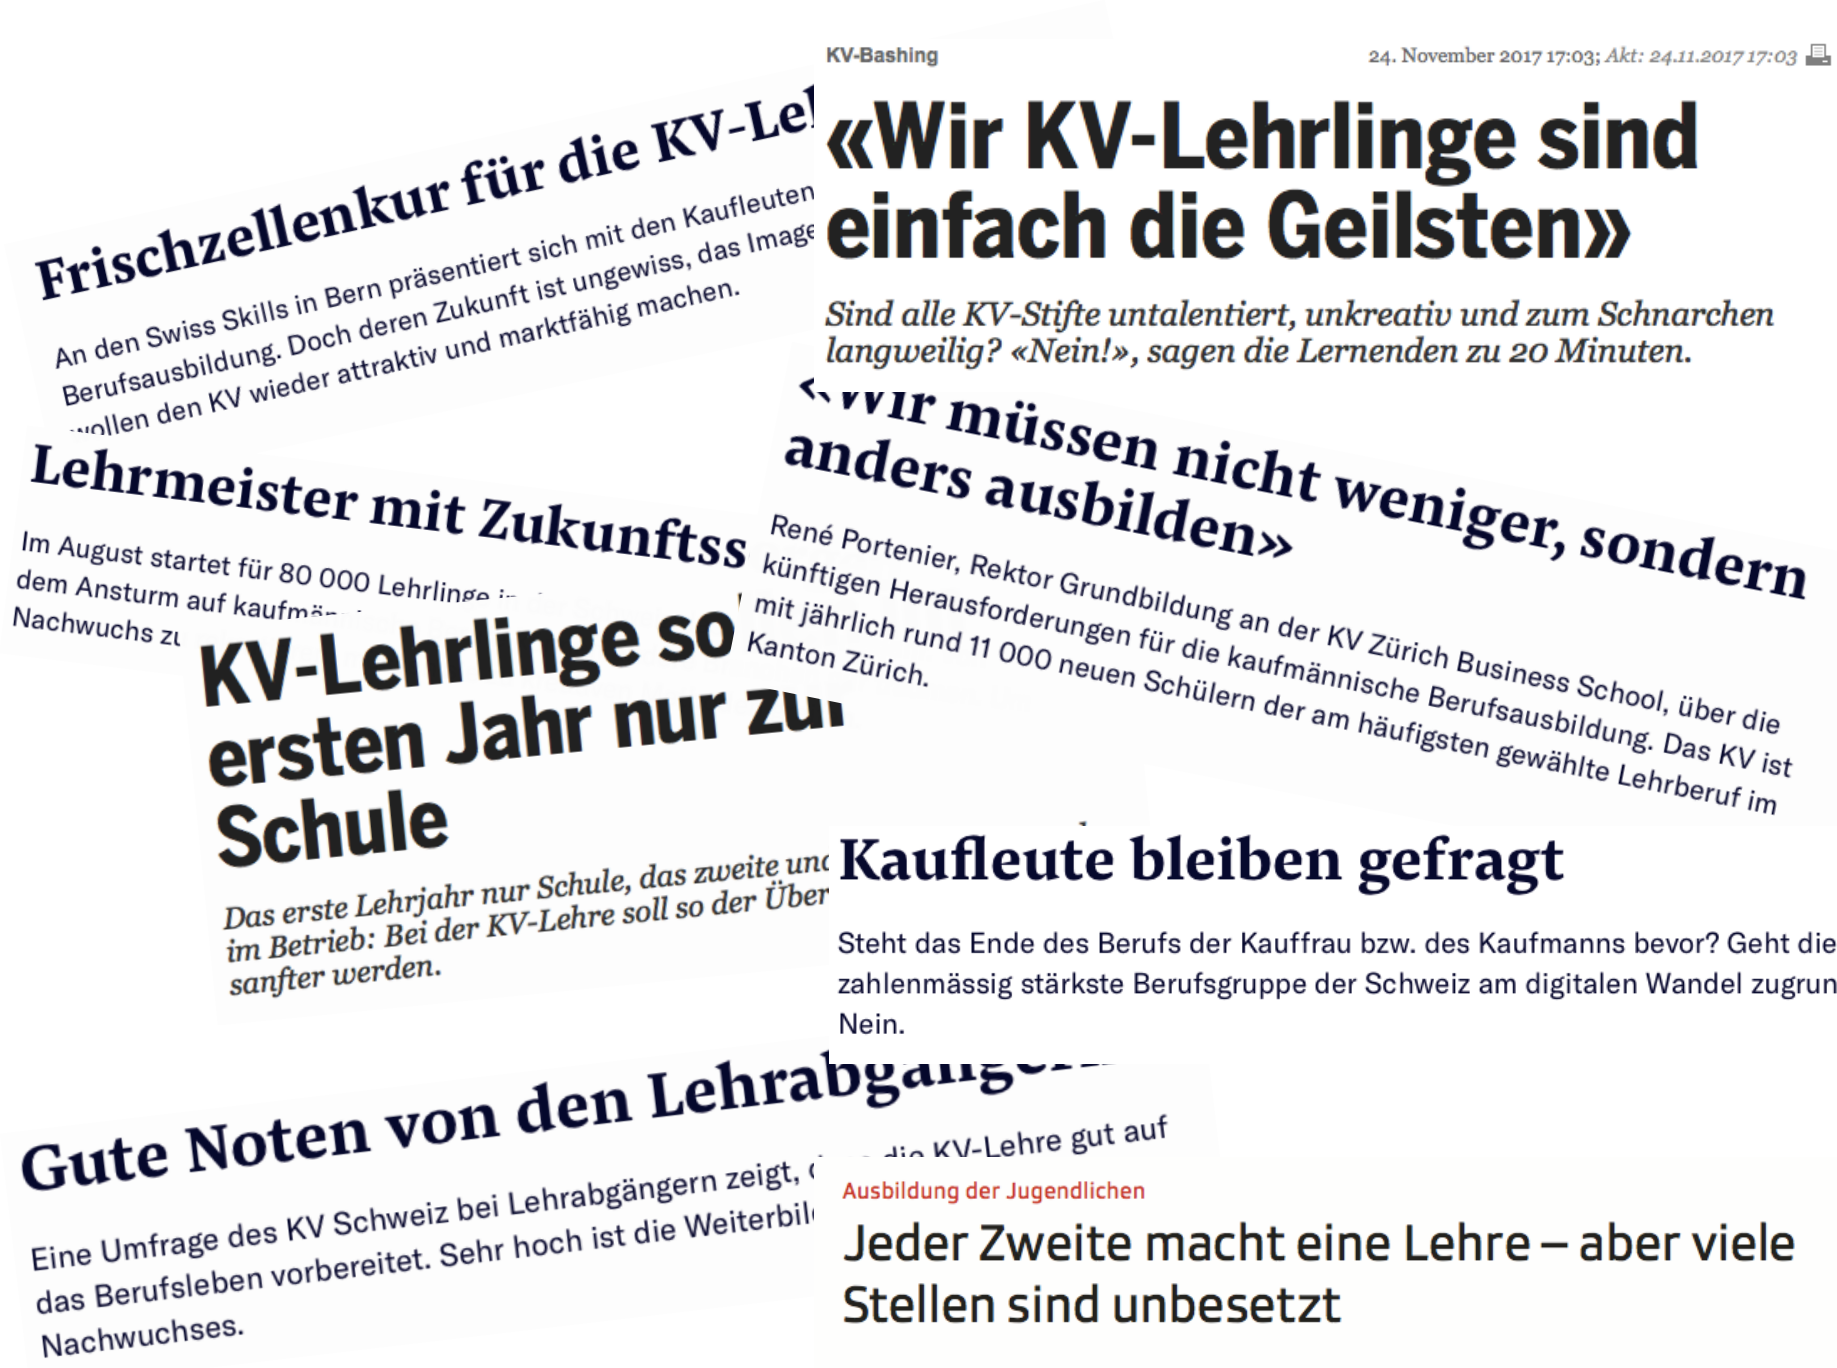 KV-Bashing
24. November 2017 17:03; Akt: 24.11.2017 17:03
«Wir KV-Lehrlinge sind
einfach die Geilsten»
Sind alle KV-Stifte untalentiert, unkreativ und zum Schnarchen
langweilig? «Nein!», sagen die Lernenden zu 20 Minuten.
Frischzellenkur für die
An den Swiss Skills in Bern präsentiert sich mit den Kaufleuten
Berufsausbildung. Doch deren Zukunft ist ungewiss, das Image
wollen den KV wieder attraktiv und marktfähig machen.
«Wir müssen nicht weniger, sondern
anders ausbilden»
René Portenier, Rektor Grundbildung an der KV Zürich Business School, über die
künftigen Herausforderungen für die kaufmännische Berufsausbildung. Das KV ist
mit jährlich rund 11 000 neuen Schülern der am häufigsten gewählte Lehrberuf im
Kanton Zürich.
Lehrmeister mit
Im August startet für 80 000 Lehrlinge
dem Ansturm auf
Nachwuchs
KV-Lehrlinge
ersten Jahr nur zur
Schule
Das erste Lehrjahr nur Schule, das zweite
im Betrieb: Bei der KV-Lehre soll so der
sanfter werden.
Kaufleute bleiben gefragt
Steht das Ende des Berufs der Kauffrau bzw. des Kaufmanns bevor? Geht die
zahlenmässig stärkste Berufsgruppe der Schweiz am digitalen Wandel
Nein.
Gute Noten von den Lehrabgängern
Eine Umfrage des KV Schweiz bei Lehrabgängern zeigt, die KV-Lehre gut auf
das Berufsleben vorbereitet. Sehr hoch ist die
Nachwuchses.
Ausbildung der Jugendlichen
Jeder Zweite macht eine Lehre – aber viele
Stellen sind unbesetzt